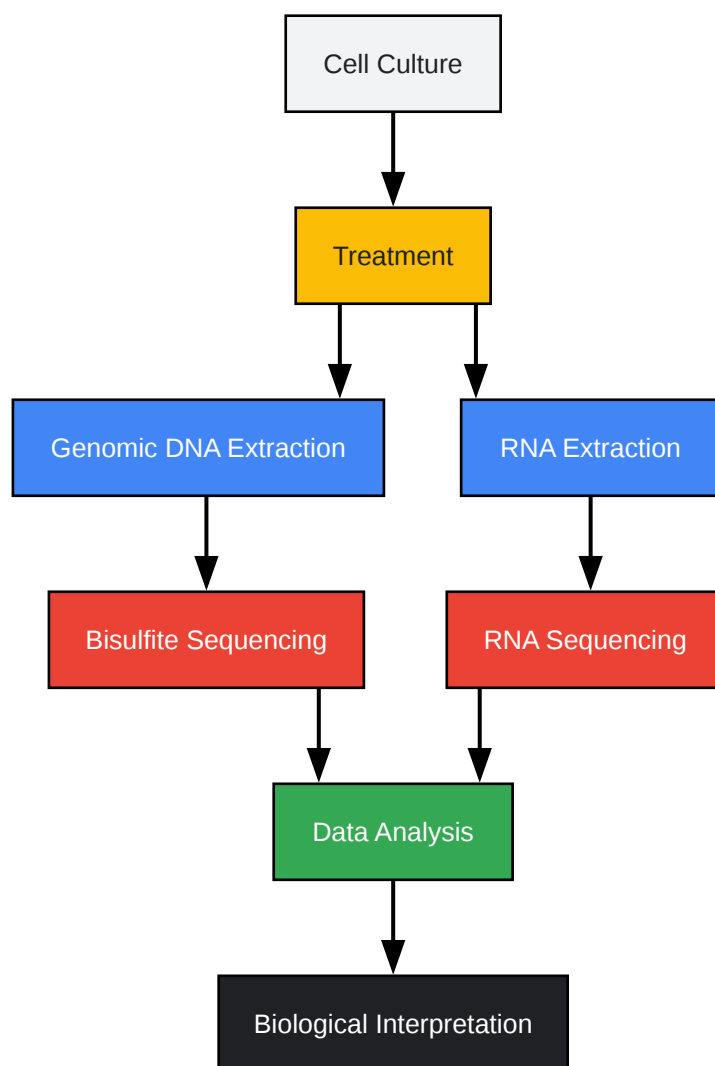 Cell Culture
Treatment
Genomic DNA Extraction
RNA Extraction
Bisulfite Sequencing
RNA Sequencing
Data Analysis
Biological Interpretation